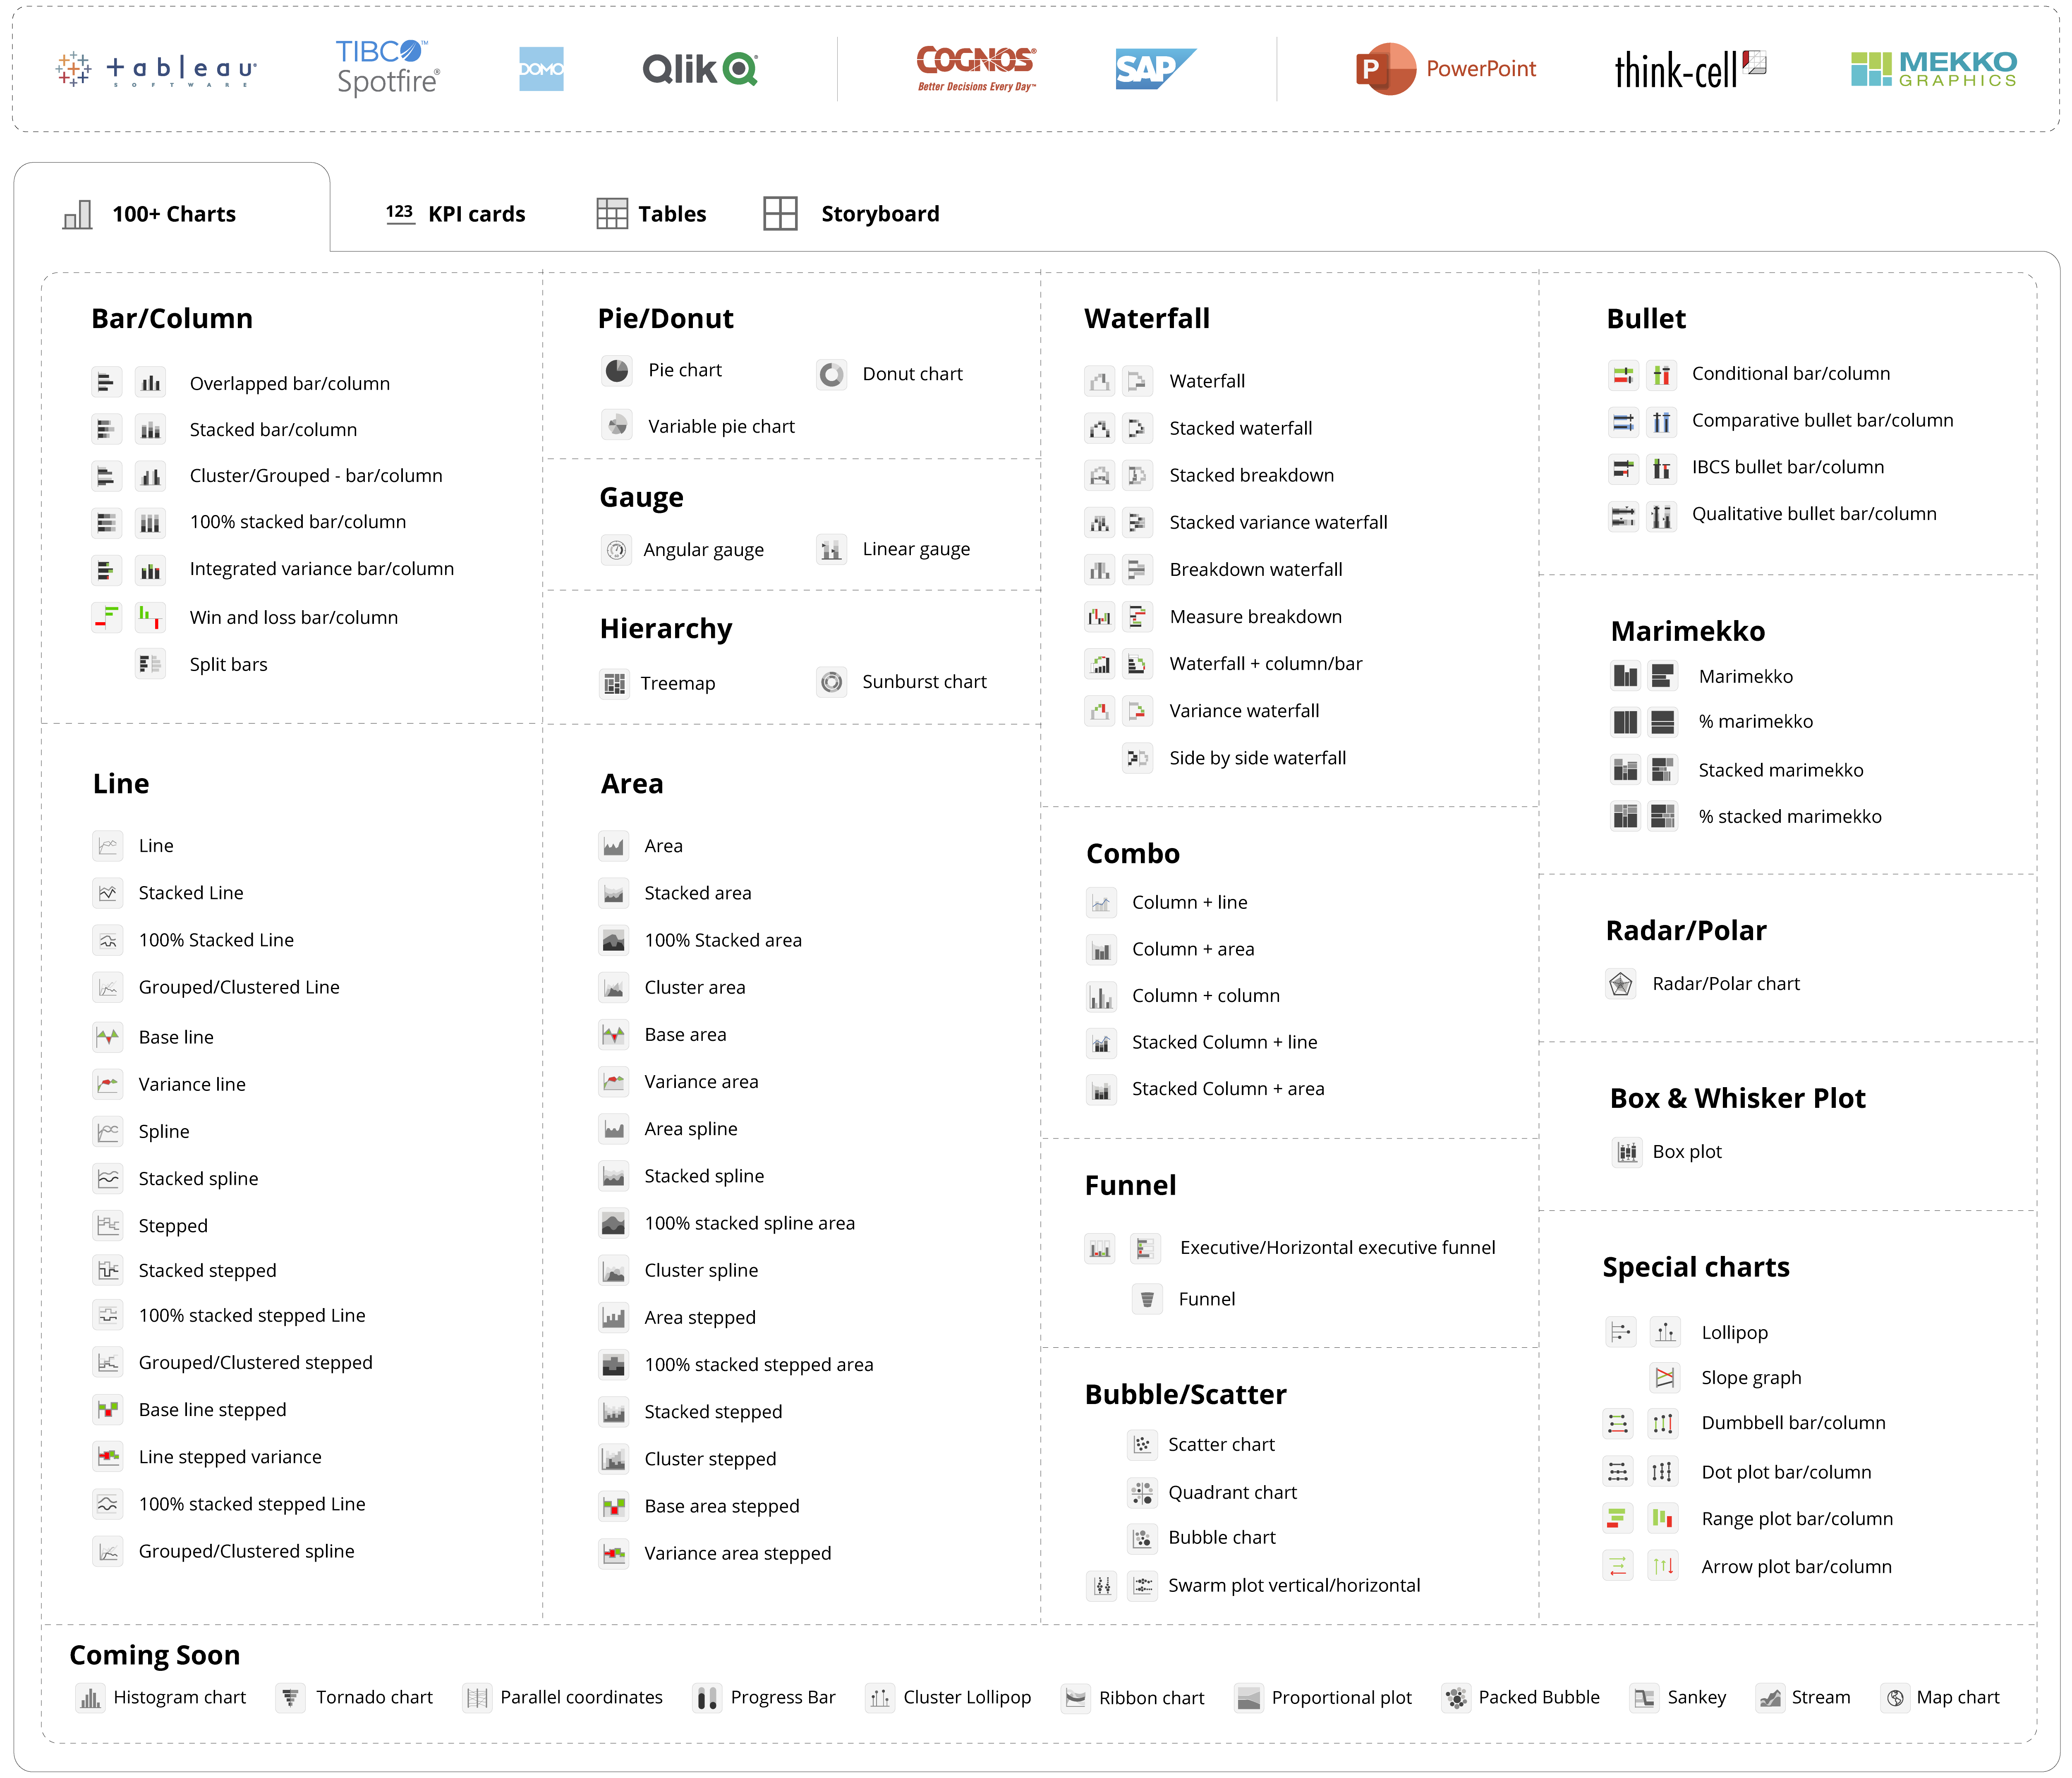 tableau
SOFTWARE
TIBCO™
Spotfire®
DOMO
Qlik Q
COGNOS®
Better Decisions Every Day™
SAP
P PowerPoint
think-cell
MEKKO
GRAPHICS
100+ Charts
123 KPI cards
Tables
Storyboard
Bar/Column
Overlapped bar/column
Stacked bar/column
Cluster/Grouped - bar/column
100% stacked bar/column
Integrated variance bar/column
Win and loss bar/column
Split bars
Pie/Donut
Pie chart
Donut chart
Variable pie chart
Gauge
Angular gauge
Linear gauge
Hierarchy
Treemap
Sunburst chart
Waterfall
Waterfall
Stacked waterfall
Stacked breakdown
Stacked variance waterfall
Breakdown waterfall
Measure breakdown
Waterfall + column/bar
Variance waterfall
Side by side waterfall
Bullet
Conditional bar/column
Comparative bullet bar/column
IBCS bullet bar/column
Qualitative bullet bar/column
Marimekko
Marimekko
% marimekko
Stacked marimekko
% stacked marimekko
Line
Line
Stacked Line
100% Stacked Line
Grouped/Clustered Line
Base line
Variance line
Spline
Stacked spline
Stepped
Stacked stepped
100% stacked stepped Line
Grouped/Clustered stepped
Base line stepped
Line stepped variance
100% stacked stepped Line
Grouped/Clustered spline
Area
Area
Stacked area
100% Stacked area
Cluster area
Base area
Variance area
Area spline
Stacked spline
100% stacked spline area
Cluster spline
Area stepped
100% stacked stepped area
Stacked stepped
Cluster stepped
Base area stepped
Variance area stepped
Combo
Column + line
Column + area
Column + column
Stacked Column + line
Stacked Column + area
Funnel
Executive/Horizontal executive funnel
Funnel
Bubble/Scatter
Scatter chart
Quadrant chart
Bubble chart
Swarm plot vertical/horizontal
Radar/Polar
Radar/Polar chart
Box & Whisker Plot
Box plot
Special charts
Lollipop
Slope graph
Dumbbell bar/column
Dot plot bar/column
Range plot bar/column
Arrow plot bar/column
Coming Soon
Histogram chart
Tornado chart
Parallel coordinates
Progress Bar
Cluster Lollipop
Ribbon chart
Proportional plot
Packed Bubble
Sankey
Stream
Map chart